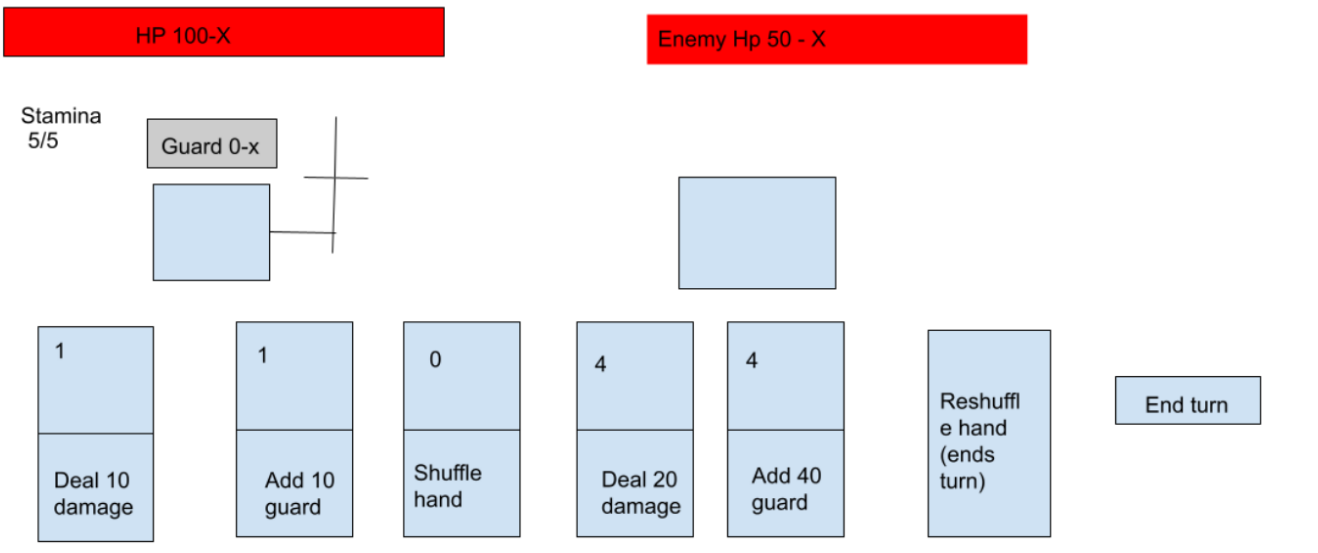 HP 100-X
Enemy Hp 50 - X
Stamina
5/5
Guard 0-x
1
Deal 10
damage
1
Add 10
guard
0
Shuffle
hand
4
Deal 20
damage
4
Add 40
guard
Reshuffl
e hand
(ends
turn)
End turn